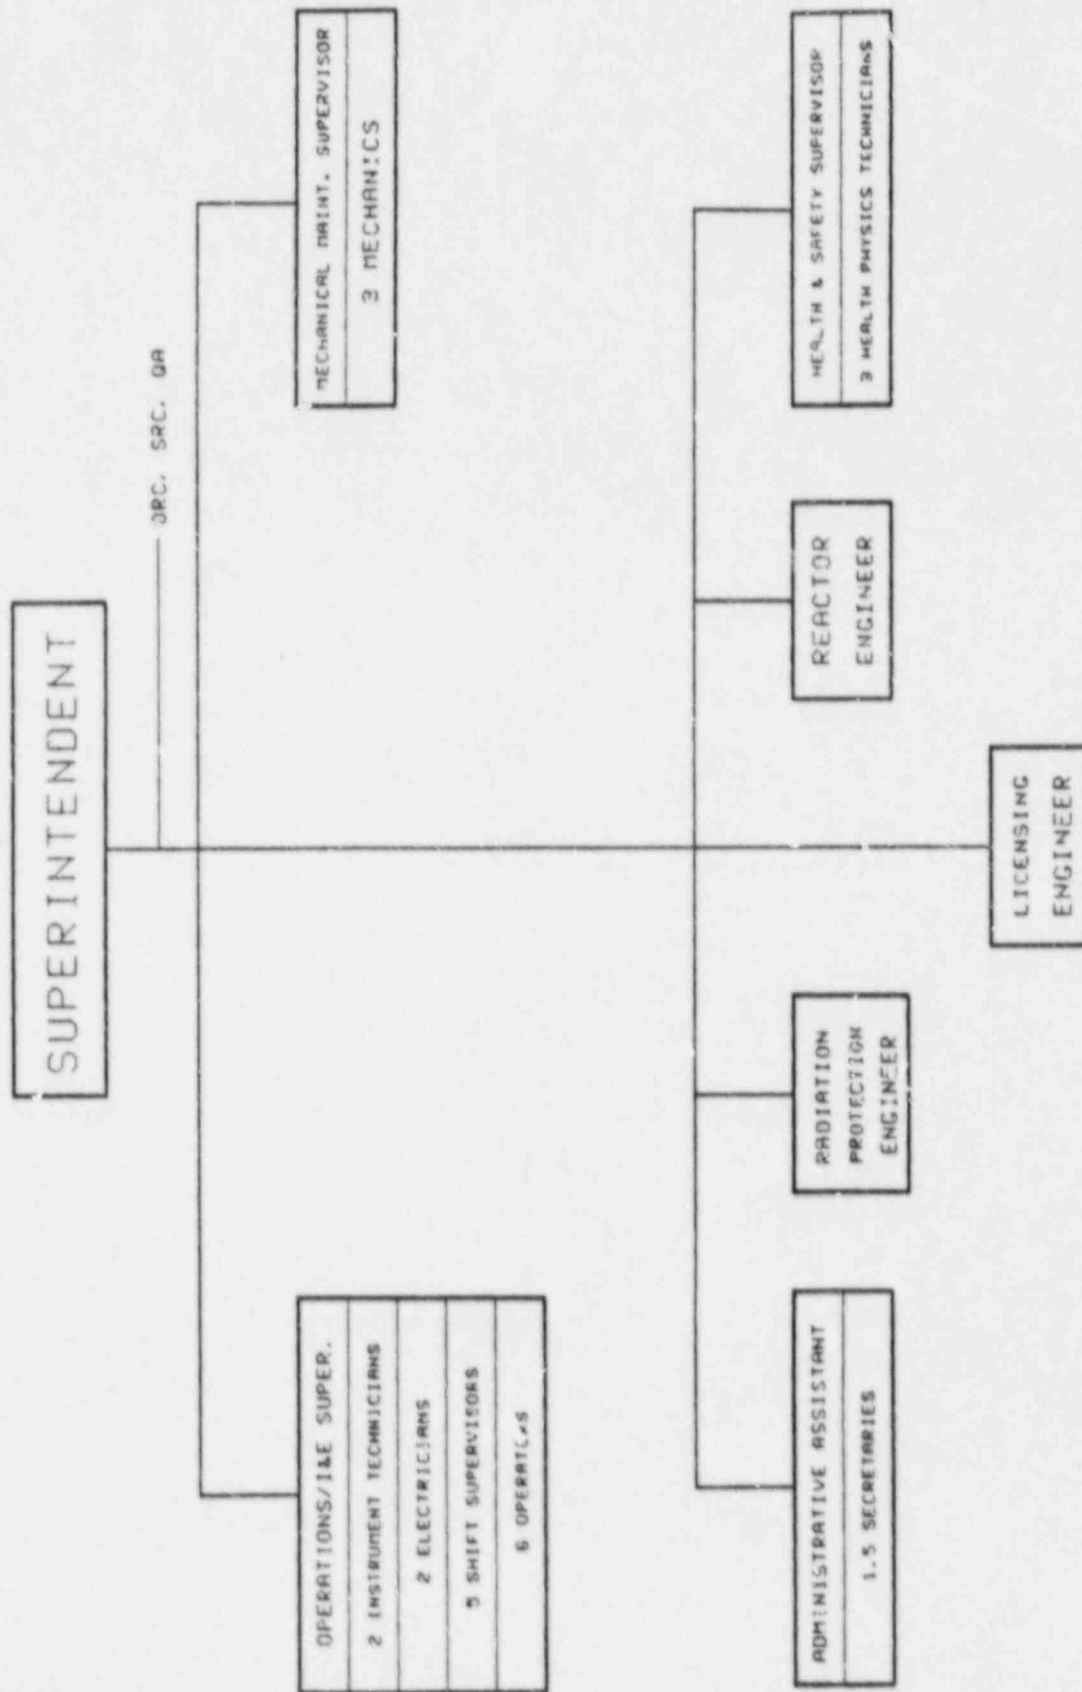 SUPERINTENDENT
ORC. SRC. QA
OPERATIONS/I&E SUPER.
2 INSTRUMENT TECHNICIANS
2 ELECTRICIANS
5 SHIFT SUPERVISORS
6 OPERATORS
MECHANICAL MAINT. SUPERVISOR
3 MECHANICS
ADMINISTRATIVE ASSISTANT
1.5 SECRETARIES
RADIATION
PROTECTION
ENGINEER
REACTOR
ENGINEER
HEALTH & SAFETY SUPERVISOR
3 HEALTH PHYSICS TECHNICIANS
LICENSING
ENGINEER